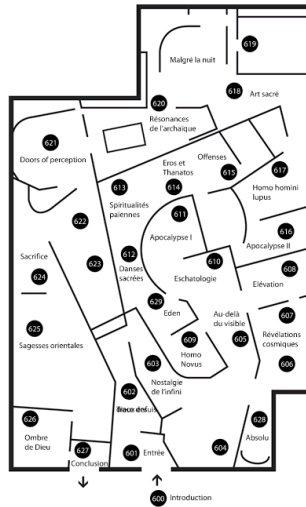 619
Malgré la nuit
618
Art sacré
620
Résonances
de l'archaïque
621
Doors of perception
Eros et
Thanatos
Offenses
613
614
615
617
Spiritualités
païennes
Homo homini
lupus
611
622
616
Apocalypse I
Apocalypse II
612
610
623
608
Danses
sacrées
Eschatologie
Elévation
Sacrifice
624
629
Eden
Au-delà
du visible
607
625
609
605
Révélations
cosmiques
Sagesses orientales
Homo
Novus
603
606
Nostalgie
de l'infini
602
626
628
Ombre
de Dieu
Absolu
627
601
Entrée
604
Conclusion
600
Introduction